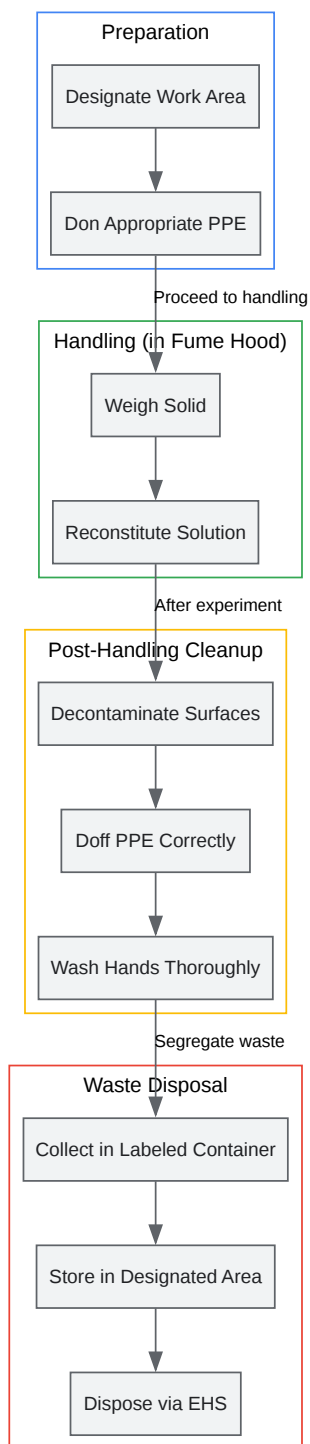 Preparation
Designate Work Area
Don Appropriate PPE
Proceed to handling
Handling (in Fume Hood)
Weigh Solid
Reconstitute Solution
After experiment
Post-Handling Cleanup
Decontaminate Surfaces
Doff PPE Correctly
Wash Hands Thoroughly
Segregate waste
Waste Disposal
Collect in Labeled Container
Store in Designated Area
Dispose via EHS